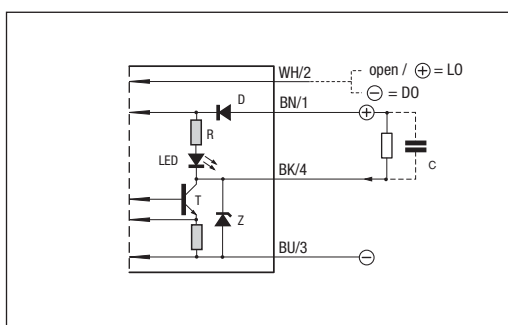 WH/2
open / ⊕ = LO
⊖ = DO
D
BN/1
⊕
R
LED
BK/4
C
T
Z
BU/3
⊖